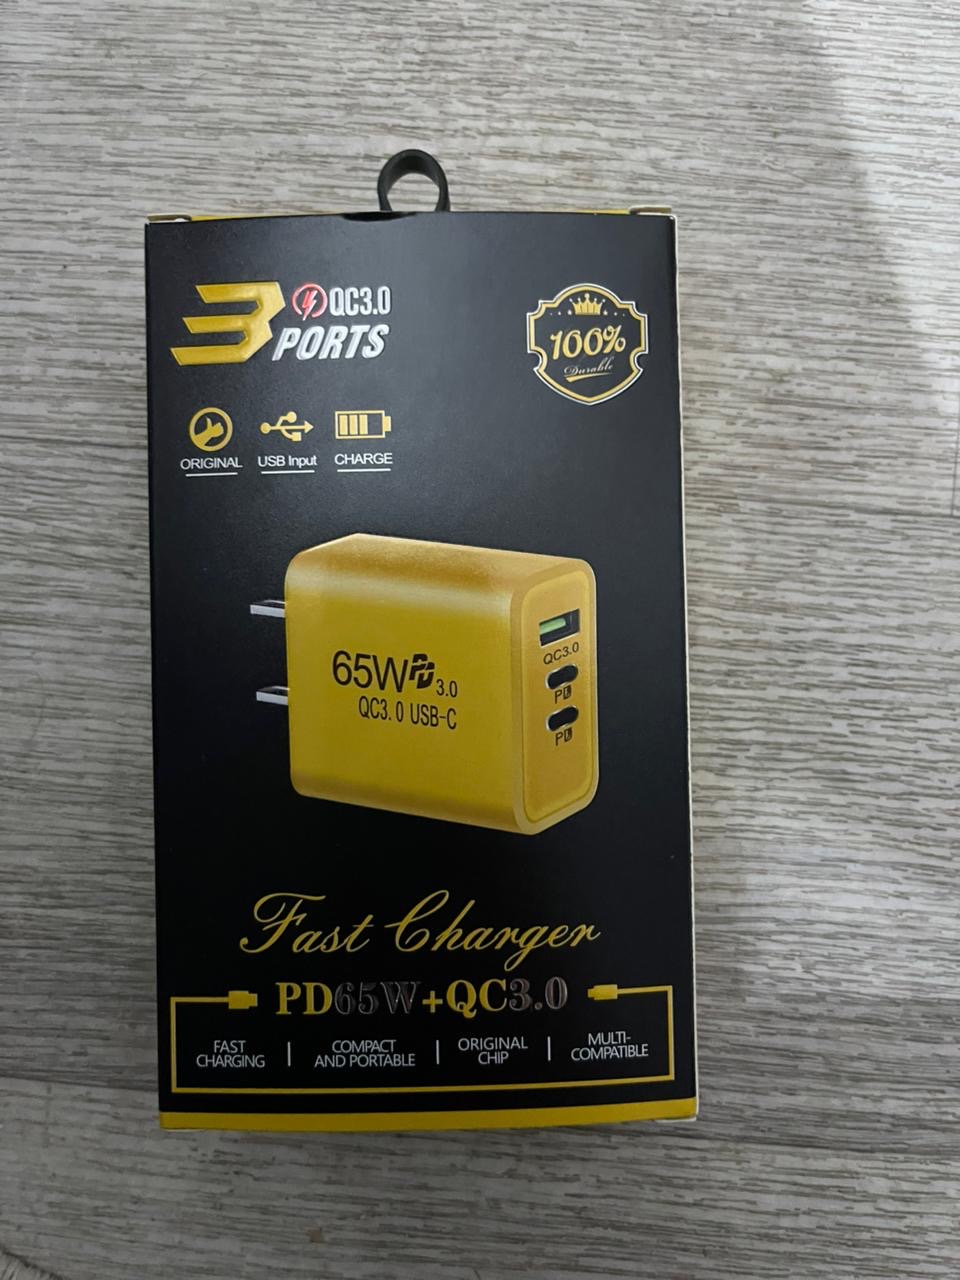 3 QC3.0
PORTS
100%
Durable
ORIGINAL USB Input CHARGE
65W PD 3.0
QC3.0 USB-C
QC3.0
PD
PD
Fast Charger
PD65W+QC3.0
FAST CHARGING | COMPACT AND PORTABLE | ORIGINAL CHIP | MULTI-COMPATIBLE